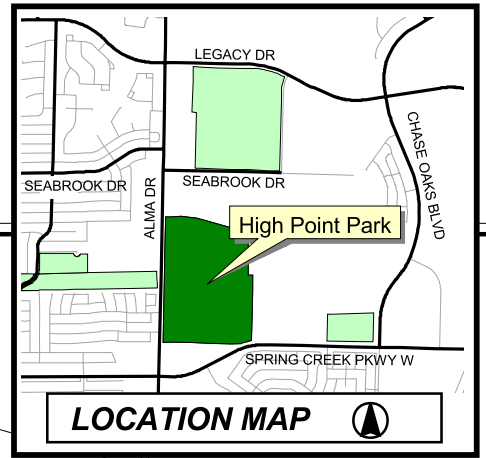 LEGACY DR
CHASE OAKS BLVD
SEABROOK DR
SEABROOK DR
ALMA DR
High Point Park
SPRING CREEK PKWY W
LOCATION MAP